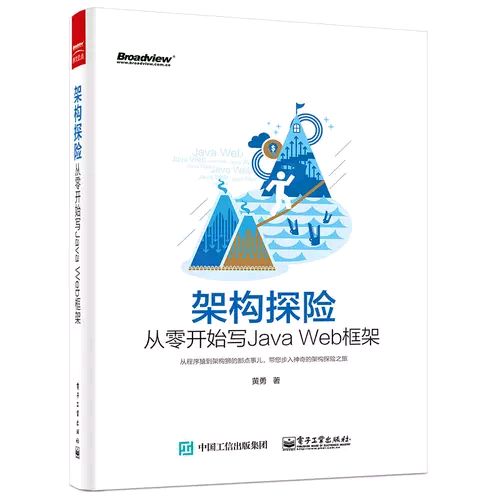 Broadview®
www.broadview.com.cn
Java Web
架构探险
从零开始写Java Web框架
从程序猿到架构狮的那点事儿，带您步入神奇的架构探险之旅
黄勇 著
中国工信出版集团
电子工业出版社
架构探险
从零开始写Java Web框架